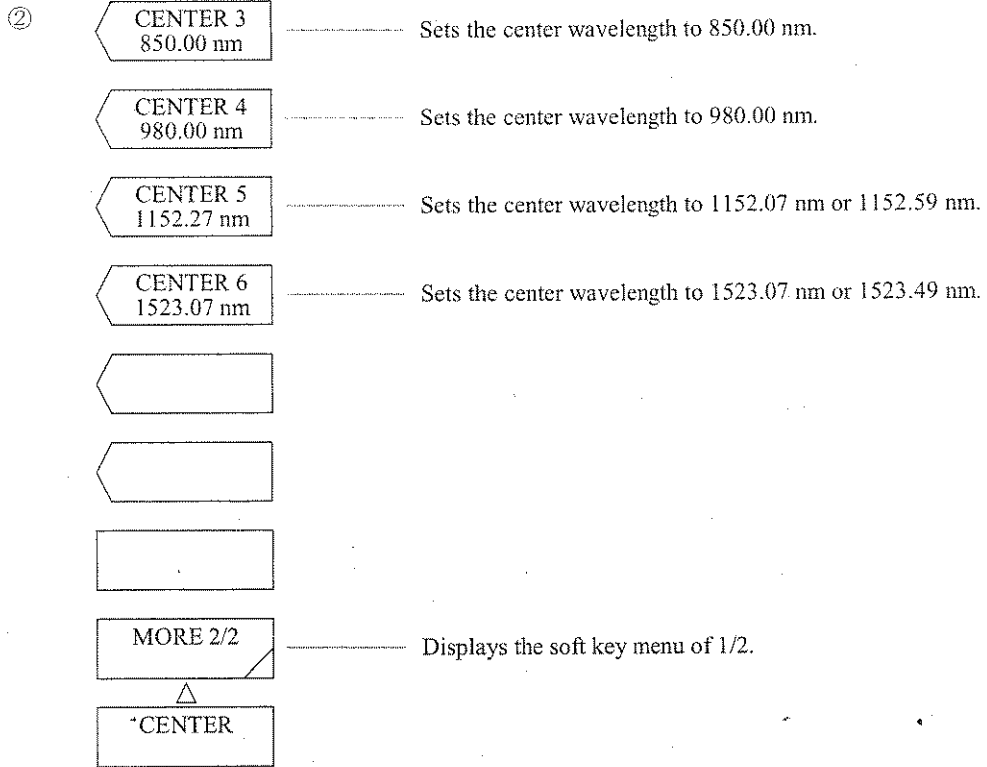 ②
CENTER 3
850.00 nm
Sets the center wavelength to 850.00 nm.
CENTER 4
980.00 nm
Sets the center wavelength to 980.00 nm.
CENTER 5
1152.27 nm
Sets the center wavelength to 1152.07 nm or 1152.59 nm.
CENTER 6
1523.07 nm
Sets the center wavelength to 1523.07 nm or 1523.49 nm.
MORE 2/2
Displays the soft key menu of 1/2.
CENTER